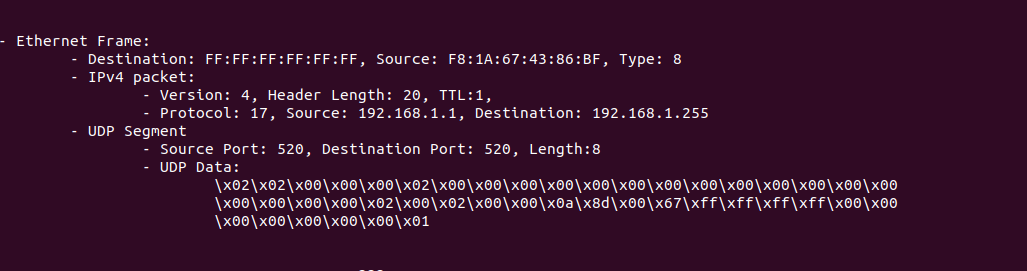 - Ethernet Frame:
- Destination: FF:FF:FF:FF:FF:FF, Source: F8:1A:67:43:86:BF, Type: 8
- IPv4 packet:
- Version: 4, Header Length: 20, TTL:1,
- Protocol: 17, Source: 192.168.1.1, Destination: 192.168.1.255
- UDP Segment
- Source Port: 520, Destination Port: 520, Length:8
- UDP Data:
\x02\x02\x00\x00\x00\x02\x00\x00\x00\x00\x00\x00\x00\x00\x00\x00\x00\x00\x00
\x00\x00\x00\x00\x02\x00\x02\x00\x00\x0a\x8d\x00\x67\xff\xff\xff\xff\x00\x00
\x00\x00\x00\x00\x00\x01